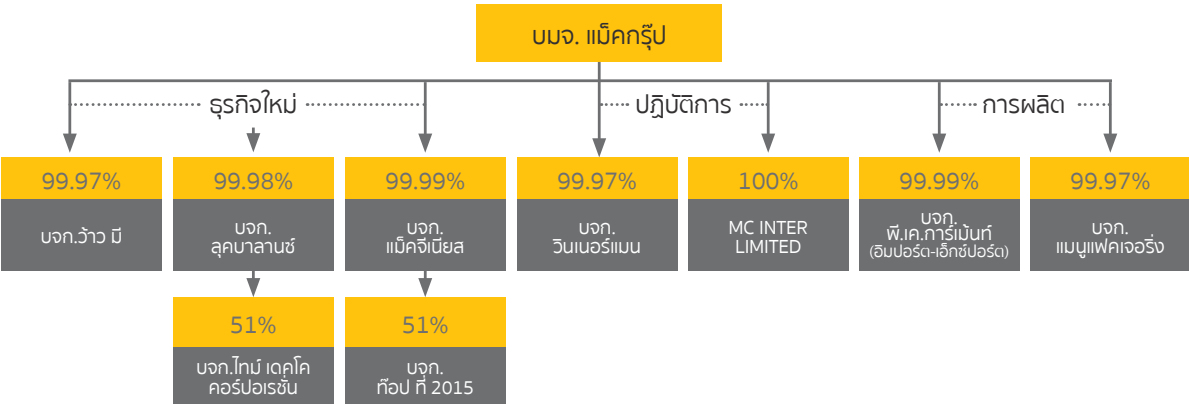 บมจ. แม็คกรุ๊ป
ธุรกิจใหม่
ปฏิบัติการ
การผลิต
99.97%
99.98%
99.99%
99.97%
100%
99.99%
99.97%
บจก.ว้าว มี
บจก.
ลุคบาลานซ์
บจก.
แม็คจีเนียส
บจก.
วินเนอร์แมน
MC INTER
LIMITED
บจก.
พี.เค.การ์เม้นท์
(อิมปอร์ต-เอ็กซ์ปอร์ต)
บจก.
แมนูแฟคเจอริ่ง
51%
51%
บจก.ไทม์ เดคโค
คอร์ปอเรชั่น
บจก.
ท๊อป ที 2015